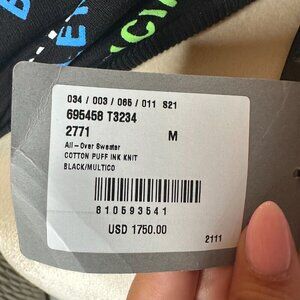 034 / 003 / 085 / 011 S21
695458 T3234
2771 M
All-Over Sweater
COTTON PUFF INK KNIT
BLACK/MULTICO
810593541
USD 1750.00
2111